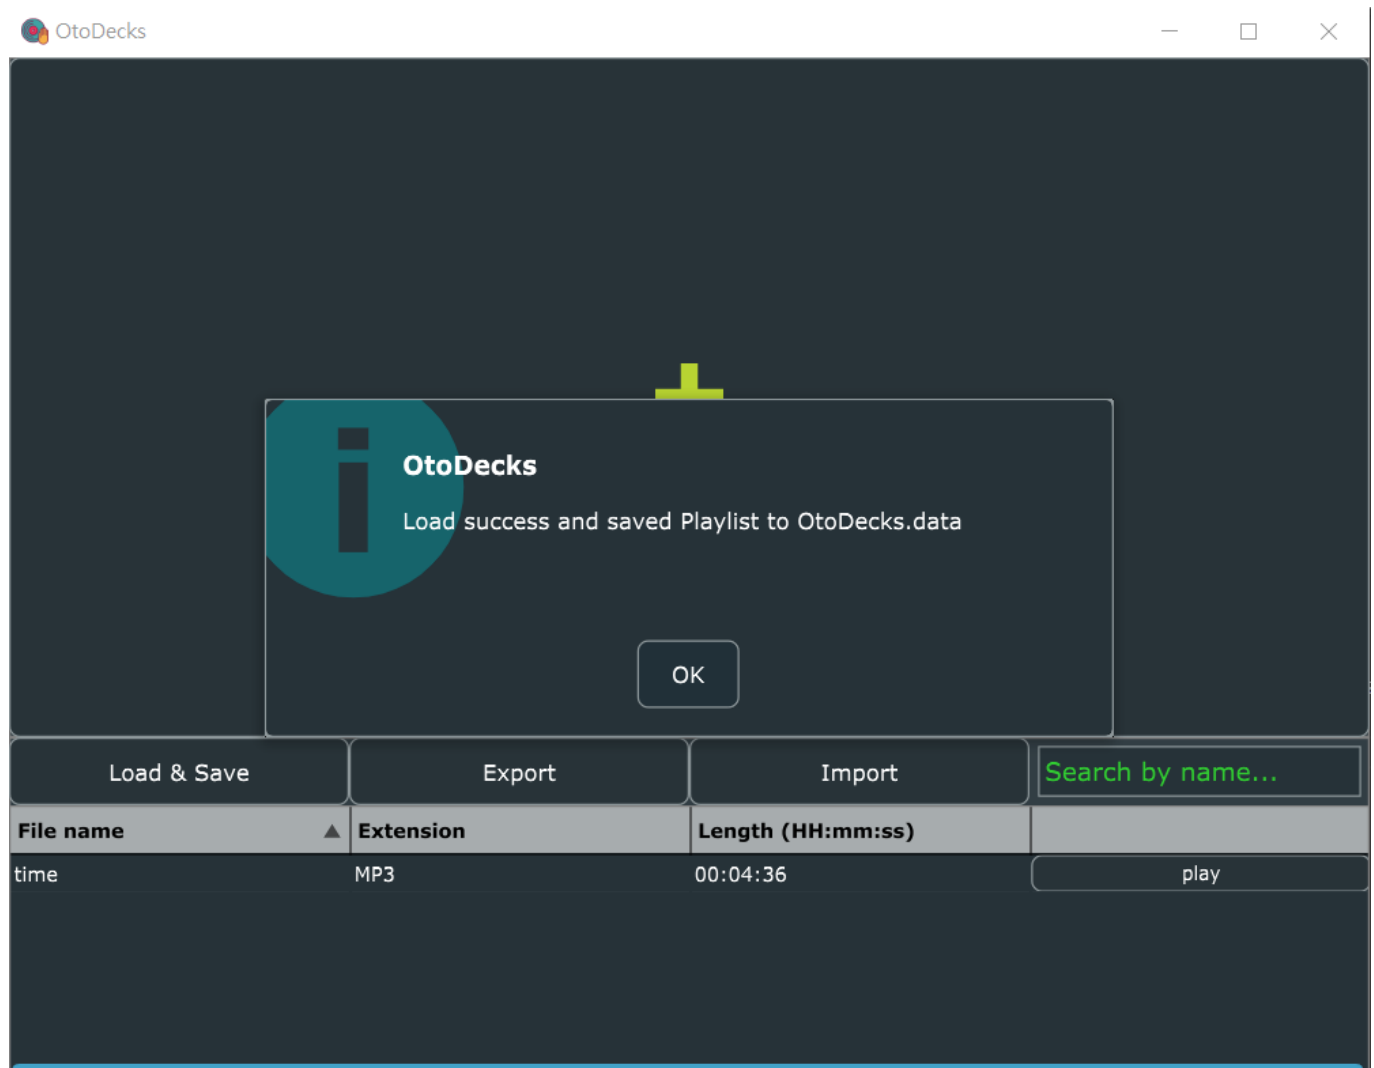 OtoDecks
OtoDecks
Load success and saved Playlist to OtoDecks.data
OK
Load & Save Export Import Search by name...
File name Extension Length (HH:mm:ss)
time MP3 00:04:36 play